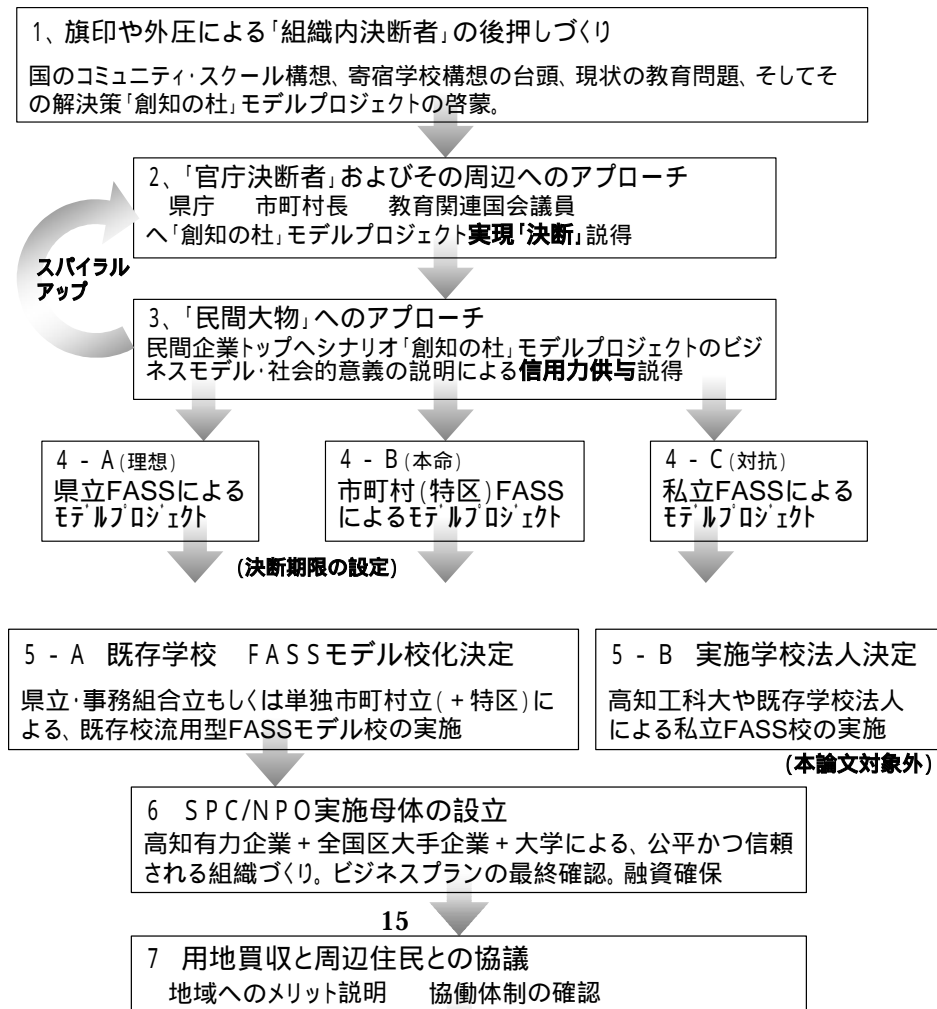 1、旗印や外圧による「組織内決断者」の後押しづくり
国のコミュニティ・スクール構想、寄宿学校構想の台頭、現状の教育問題、そしてそ
の解決策「創知の杜」モデルプロジェクトの啓蒙。
2、「官庁決断者」およびその周辺へのアプローチ
県庁　市町村長　教育関連国会議員
へ「創知の杜」モデルプロジェクト実現「決断」説得
スパイラル
アップ
3、「民間大物」へのアプローチ
民間企業トップへシナリオ「創知の杜」モデルプロジェクトのビジ
ネスモデル・社会的意義の説明による信用力供与説得
4 - A(理想)
県立FASSによる
ﾓﾃﾞﾙﾌﾟﾛｼﾞｪｸﾄ
4 - B(本命)
市町村(特区)FASS
によるﾓﾃﾞﾙﾌﾟﾛｼﾞｪｸﾄ
4 - C(対抗)
私立FASSによる
ﾓﾃﾞﾙﾌﾟﾛｼﾞｪｸﾄ
(決断期限の設定)
5 - A　既存学校　FASSモデル校化決定
県立・事務組合立もしくは単独市町村立(+特区)に
よる、既存校流用型FASSモデル校の実施
5 - B　実施学校法人決定
高知工科大や既存学校法人
による私立FASS校の実施
(本論文対象外)
6　SPC/NPO実施母体の設立
高知有力企業+全国区大手企業+大学による、公平かつ信頼
される組織づくり。ビジネスプランの最終確認。融資確保
15
7　用地買収と周辺住民との協議
地域へのメリット説明　協働体制の確認